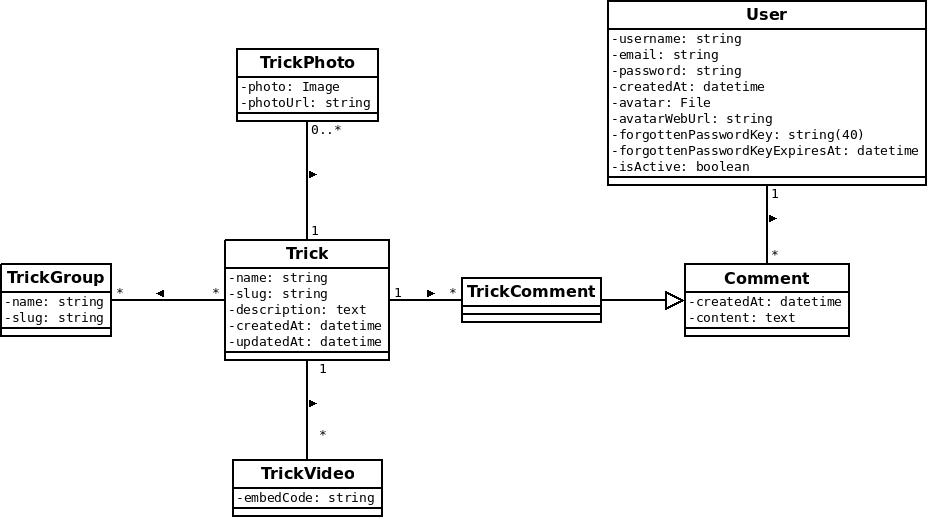 User
-username: string
-email: string
-password: string
-createdAt: datetime
-avatar: File
-avatarWebUrl: string
-forgottenPasswordKey: string(40)
-forgottenPasswordKeyExpiresAt: datetime
-isActive: boolean
1
*
TrickPhoto
-photo: Image
-photoUrl: string
0..*
1
TrickGroup
-name: string
-slug: string
*
*
Trick
-name: string
-slug: string
-description: text
-createdAt: datetime
-updatedAt: datetime
1
*
TrickComment
Comment
-createdAt: datetime
-content: text
1
*
TrickVideo
-embedCode: string